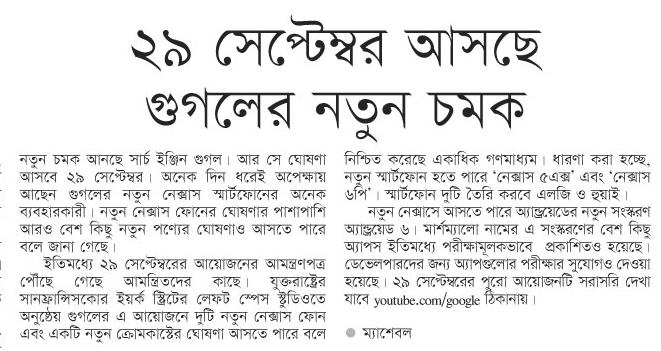 ২৯ সেপ্টেম্বর আসছে
গুগলের নতুন চমক
নতুন চমক আনছে সার্চ ইঞ্জিন গুগল। আর সে ঘোষণা
আসবে ২৯ সেপ্টেম্বর। অনেক দিন ধরেই অপেক্ষায়
আছেন গুগলের নতুন নেক্সাস স্মার্টফোনের অনেক
ব্যবহারকারী। নতুন নেক্সাস ফোনের ঘোষণার পাশাপাশি
আরও বেশ কিছু নতুন পণ্যের ঘোষণাও আসতে পারে
বলে জানা গেছে।
ইতিমধ্যে ২৯ সেপ্টেম্বরের আয়োজনের আমন্ত্রণপত্র
পৌঁছে গেছে আমন্ত্রিতদের কাছে। যুক্তরাষ্ট্রের
সানফ্রান্সিসকোর ইয়র্ক স্ট্রিটের লেফট স্পেস স্টুডিওতে
অনুষ্ঠেয় গুগলের এ আয়োজনে দুটি নতুন নেক্সাস ফোন
এবং একটি নতুন ক্রোমকাস্টের ঘোষণা আসতে পারে বলে
নিশ্চিত করেছে একাধিক গণমাধ্যম। ধারণা করা হচ্ছে,
নতুন স্মার্টফোন হতে পারে ‘নেক্সাস ৫এক্স’ এবং ‘নেক্সাস
৬পি’। স্মার্টফোন দুটি তৈরি করবে এলজি ও হুয়াই।
নতুন নেক্সাসে আসতে পারে অ্যান্ড্রয়েডের নতুন সংস্করণ
অ্যান্ড্রয়েড ৬। মার্শম্যালো নামের এ সংস্করণের বেশ কিছু
অ্যাপস ইতিমধ্যে পরীক্ষামূলকভাবে প্রকাশিতও হয়েছে।
ডেভেলপারদের জন্য অ্যাপগুলোর পরীক্ষার সুযোগও দেওয়া
হয়েছে। ২৯ সেপ্টেম্বরের পুরো আয়োজনটি সরাসরি দেখা
যাবে youtube.com/google ঠিকানায়।
● ম্যাশেবল